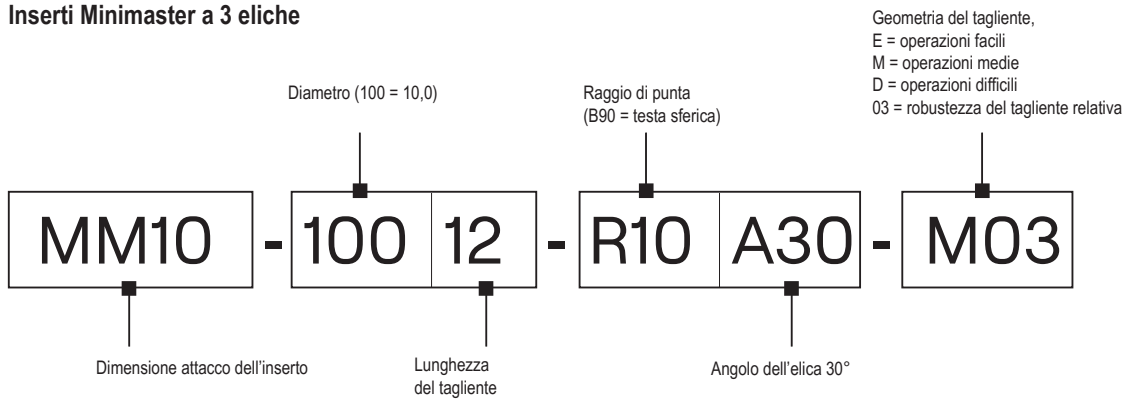 Inserti Minimaster a 3 eliche
Geometria del tagliente,
E = operazioni facili
M = operazioni medie
D = operazioni difficili
03 = robustezza del tagliente relativa
Diametro (100 = 10,0)
Raggio di punta
(B90 = testa sferica)
MM10 - 100 12 - R10 A30 - M03
Dimensione attacco dell'inserto
Lunghezza
del tagliente
Angolo dell'elica 30°